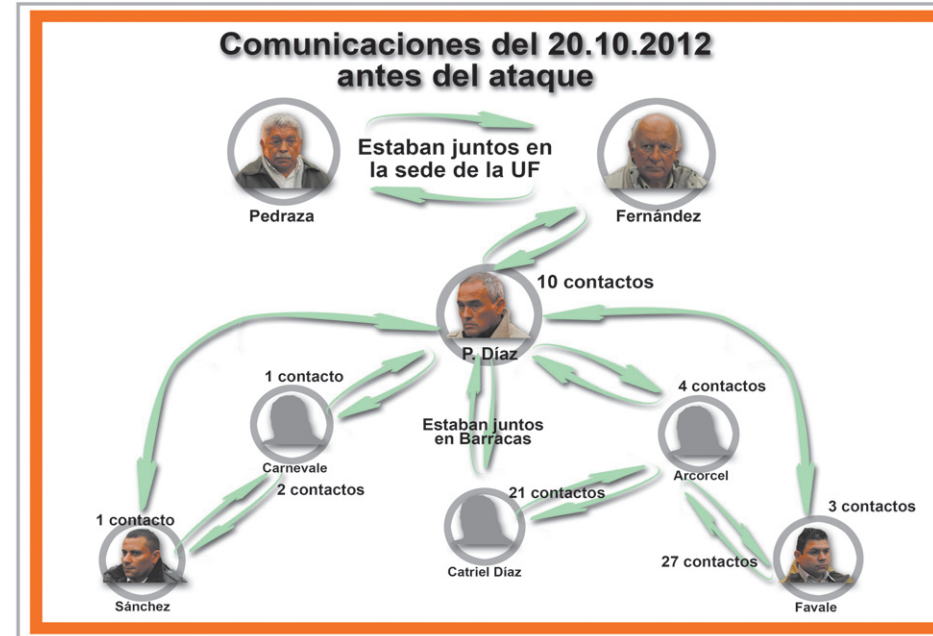 Comunicaciones del 20.10.2012
antes del ataque
Estaban juntos en
la sede de la UF
Pedraza
Fernández
10 contactos
P. Díaz
1 contacto
4 contactos
Estaban juntos
en Barracas
Carnevale
Arcorcel
2 contactos
21 contactos
1 contacto
3 contactos
27 contactos
Catriel Díaz
Sánchez
Favale